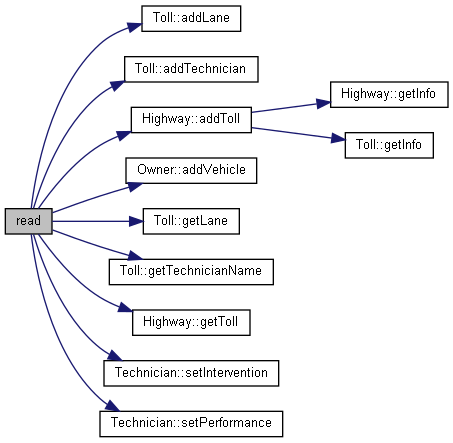 Toll::addLane
Toll::addTechnician
Highway::addToll
Highway::getInfo
Toll::getInfo
Owner::addVehicle
read
Toll::getLane
Toll::getTechnicianName
Highway::getToll
Technician::setIntervention
Technician::setPerformance